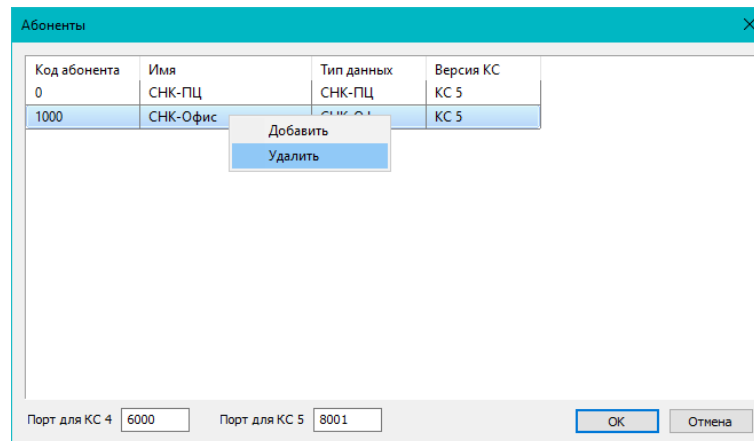 Абоненты
Код абонента Имя Тип данных Версия КС
0 СНК-ПЦ СНК-ПЦ КС 5
1000 СНК-Офис КС 5
Добавить
Удалить
Порт для КС 4 6000 Порт для КС 5 8001 ОК Отмена